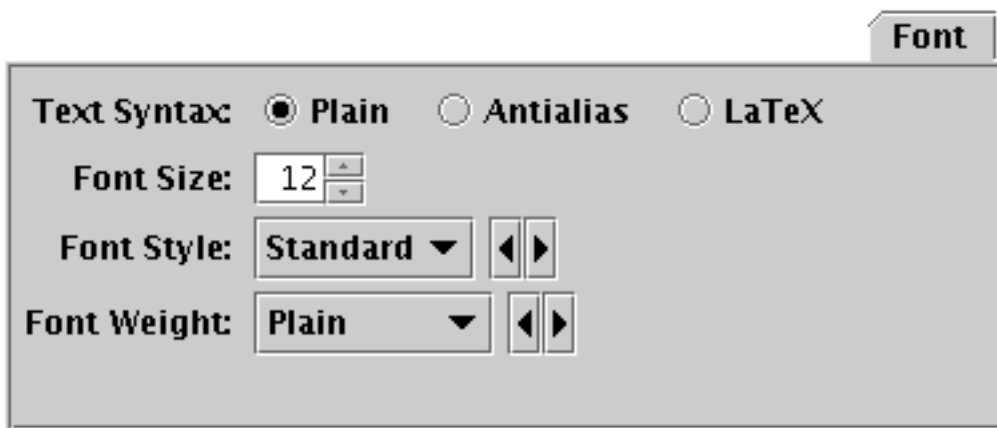 Font
Text Syntax: Plain Antialias LaTeX
Font Size: 12
Font Style: Standard
Font Weight: Plain